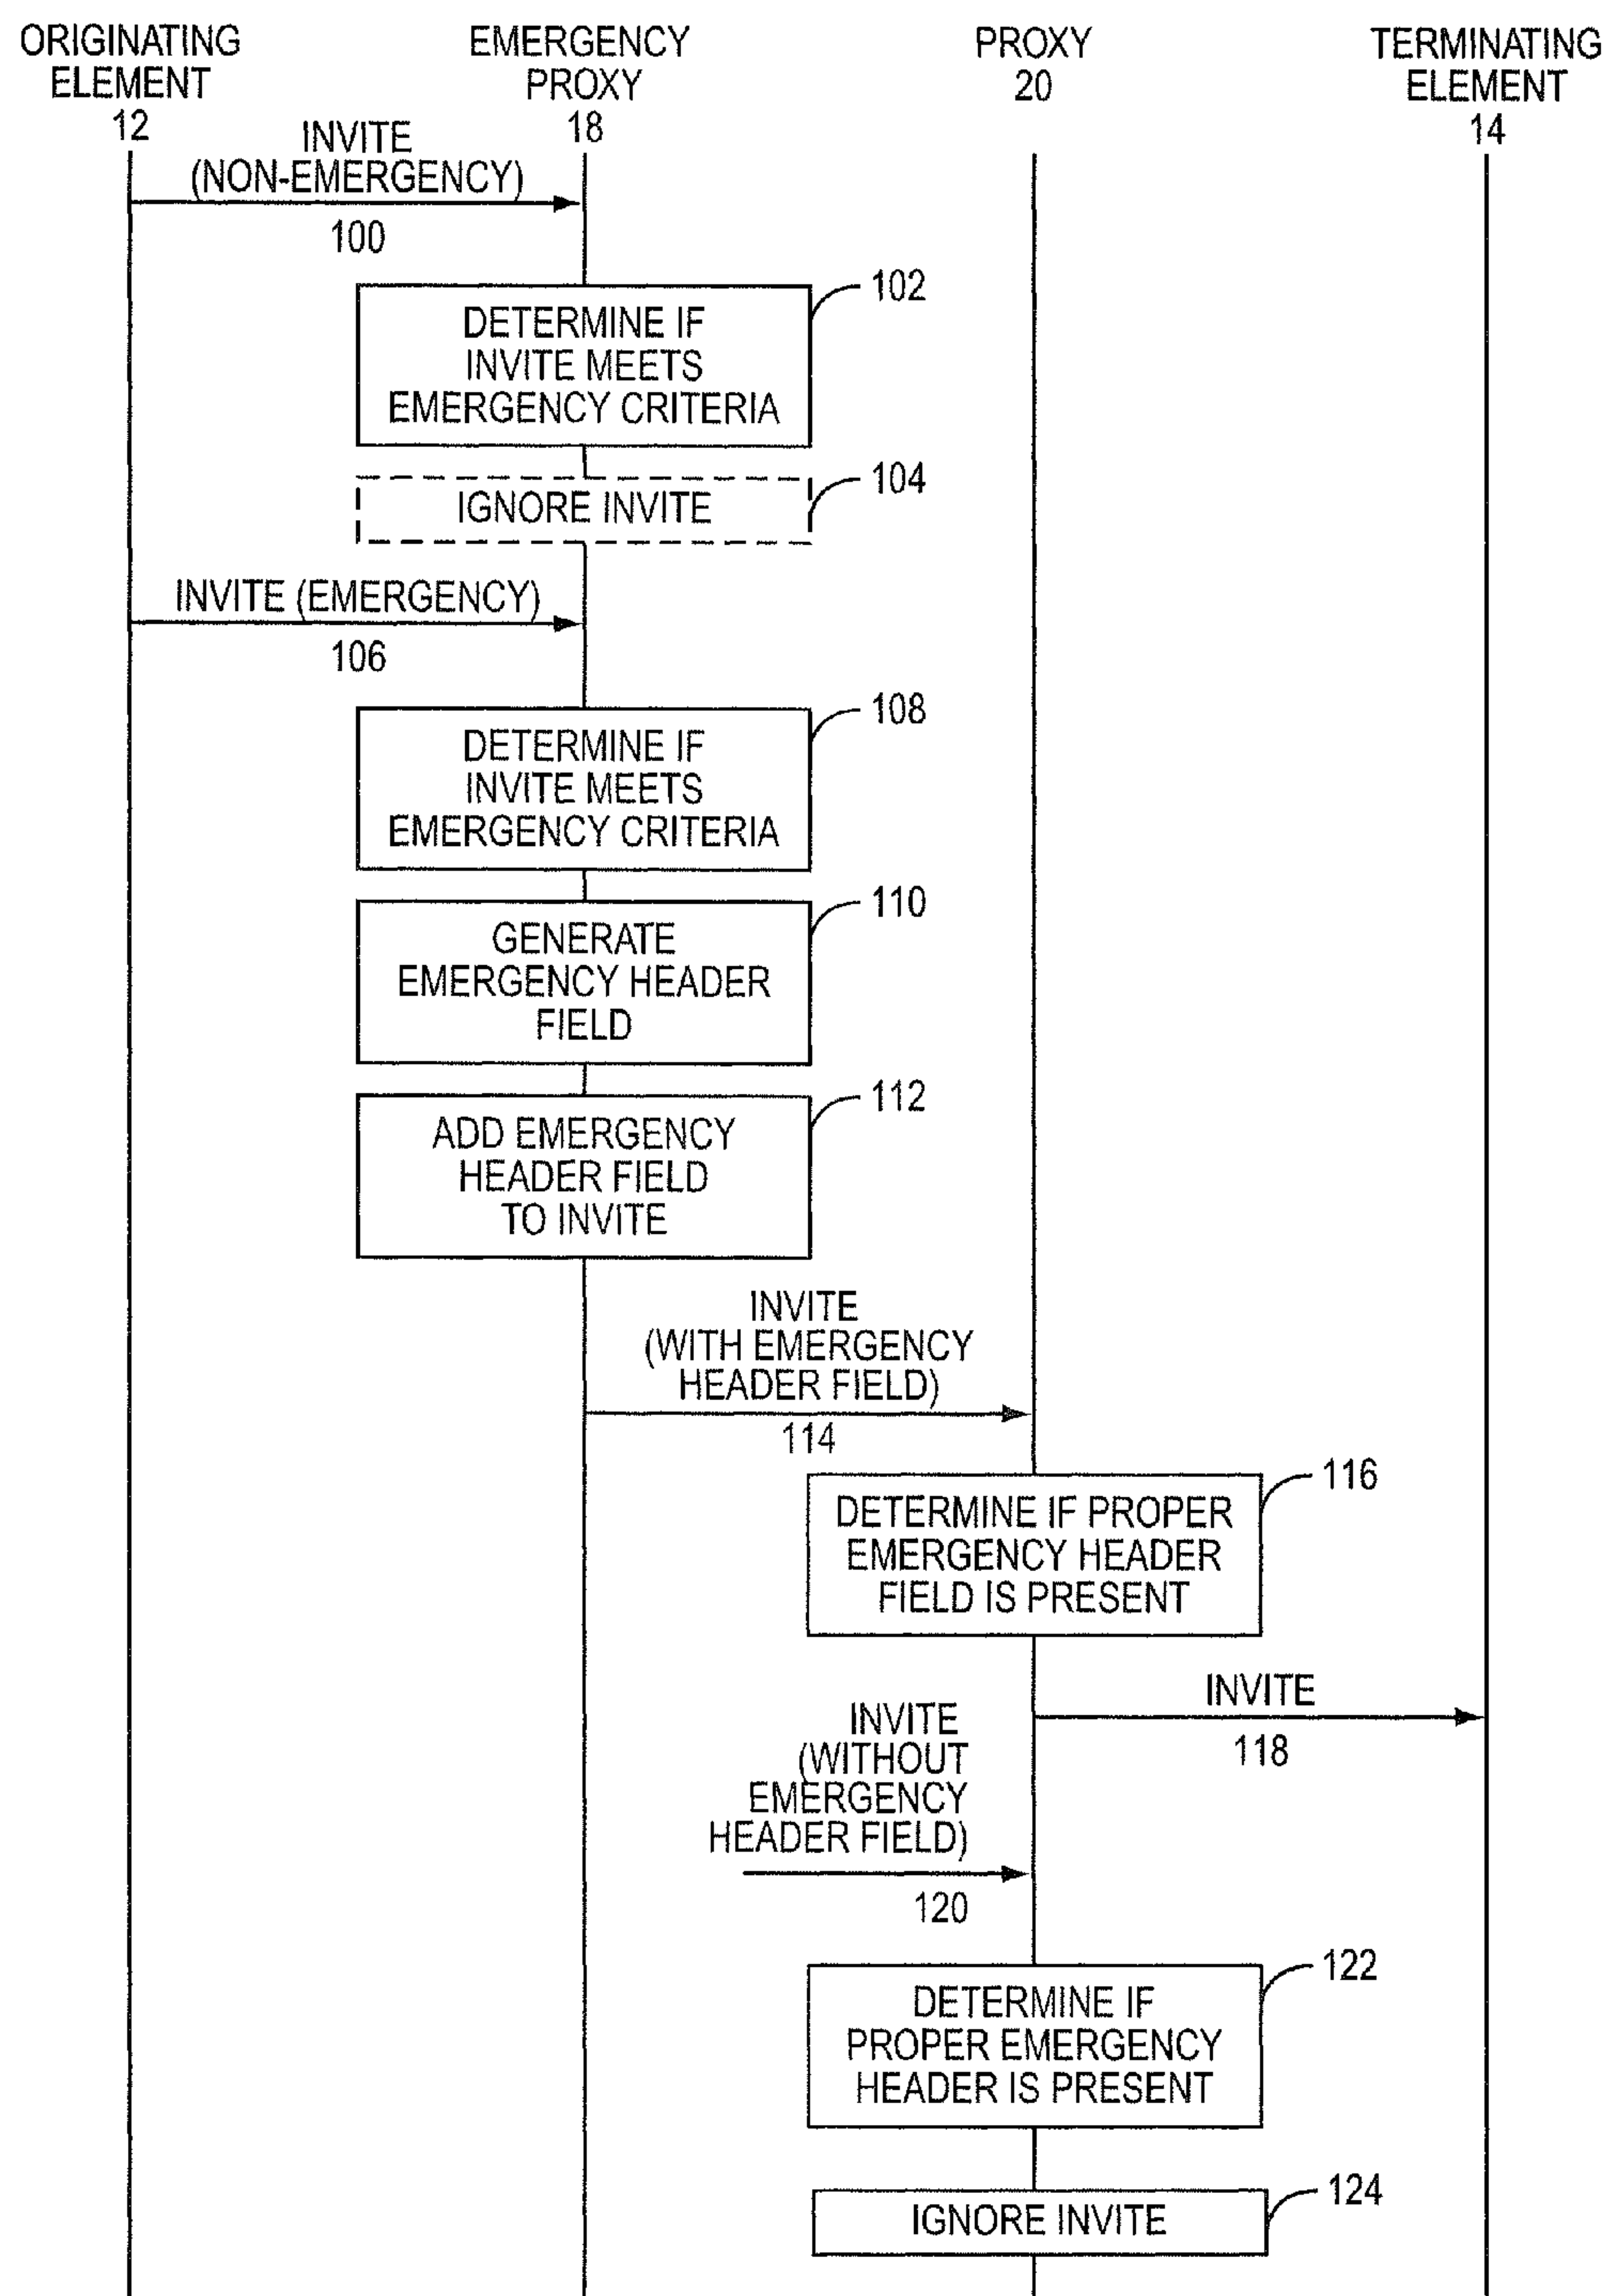 ORIGINATING
ELEMENT
12
EMERGENCY
PROXY
18
PROXY
20
TERMINATING
ELEMENT
14
INVITE
(NON-EMERGENCY)
100
DETERMINE IF
INVITE MEETS
EMERGENCY CRITERIA
102
IGNORE INVITE
104
INVITE (EMERGENCY)
106
DETERMINE IF
INVITE MEETS
EMERGENCY CRITERIA
108
GENERATE
EMERGENCY HEADER
FIELD
110
ADD EMERGENCY
HEADER FIELD
TO INVITE
112
INVITE
(WITH EMERGENCY
HEADER FIELD)
114
DETERMINE IF PROPER
EMERGENCY HEADER
FIELD IS PRESENT
116
INVITE
118
INVITE
(WITHOUT
EMERGENCY
HEADER FIELD)
120
DETERMINE IF
PROPER EMERGENCY
HEADER IS PRESENT
122
IGNORE INVITE
124